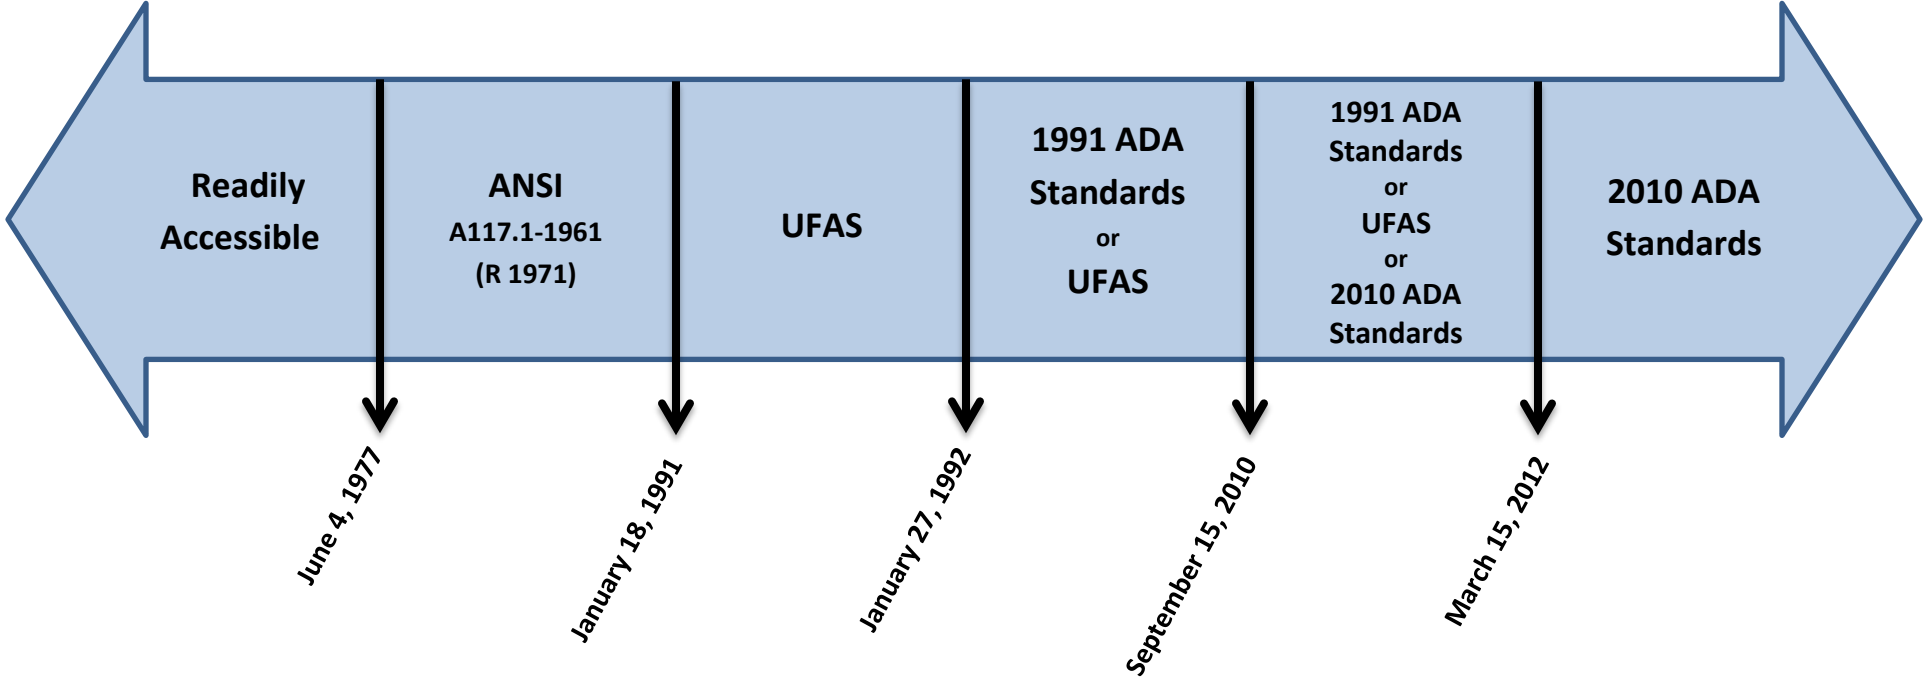 Readily
Accessible
ANSI
A117.1-1961
(R 1971)
UFAS
1991 ADA
Standards
or
UFAS
1991 ADA
Standards
or
UFAS
or
2010 ADA
Standards
2010 ADA
Standards
June 4, 1977
January 18, 1991
January 27, 1992
September 15, 2010
March 15, 2012